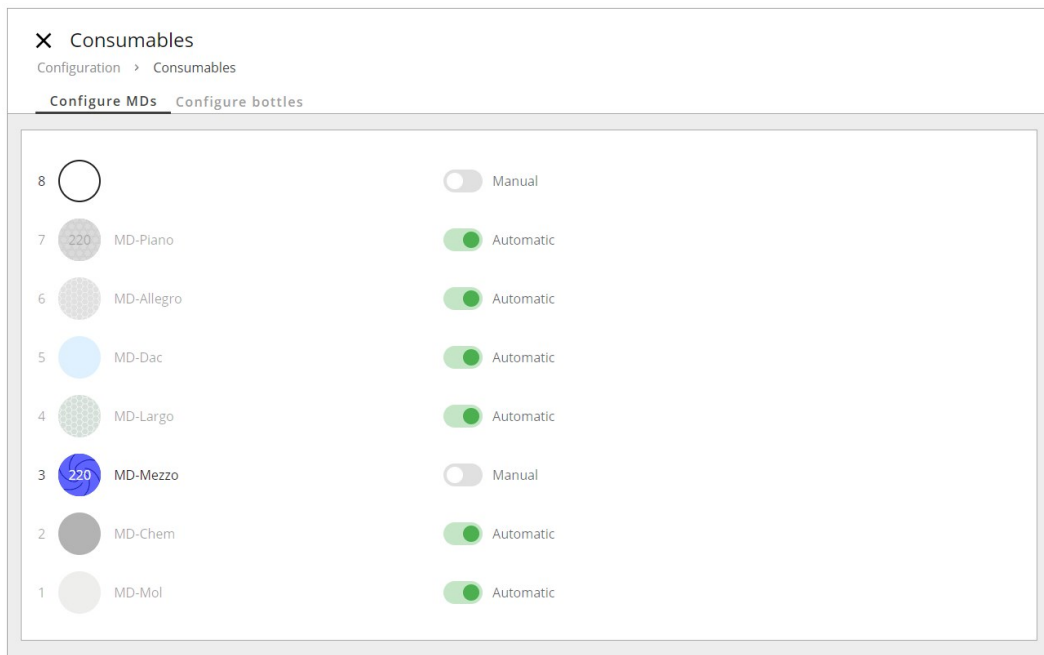 Consumables
Configuration > Consumables
Configure MDs Configure bottles
8 Manual
7 220 MD-Piano Automatic
6 MD-Allegro Automatic
5 MD-Dac Automatic
4 MD-Largo Automatic
3 220 MD-Mezzo Manual
2 MD-Chem Automatic
1 MD-Mol Automatic